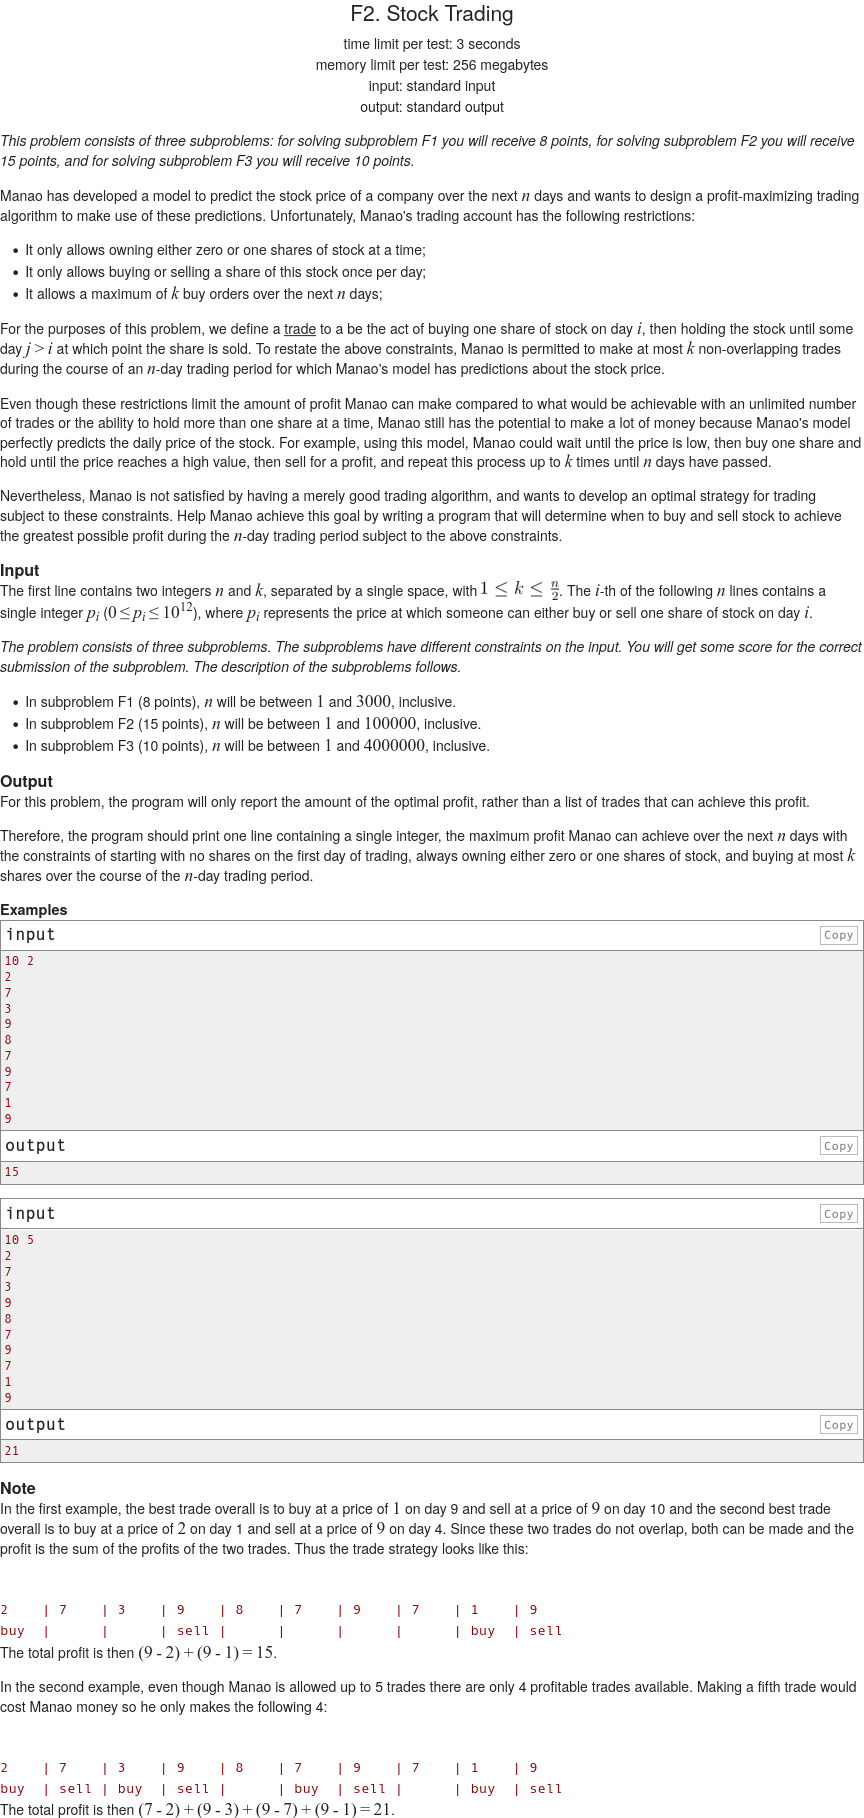 F2. Stock Trading
time limit per test: 3 seconds
memory limit per test: 256 megabytes
input: standard input
output: standard output
This problem consists of three subproblems: for solving subproblem F1 you will receive 8 points, for solving subproblem F2 you will receive
15 points, and for solving subproblem F3 you will receive 10 points.
Manao has developed a model to predict the stock price of a company over the next n days and wants to design a profit-maximizing trading
algorithm to make use of these predictions. Unfortunately, Manao's trading account has the following restrictions:
• It only allows owning either zero or one shares of stock at a time;
• It only allows buying or selling a share of this stock once per day;
• It allows a maximum of k buy orders over the next n days;
For the purposes of this problem, we define a trade to a be the act of buying one share of stock on day i, then holding the stock until some
day j > i at which point the share is sold. To restate the above constraints, Manao is permitted to make at most k non-overlapping trades
during the course of an n-day trading period for which Manao's model has predictions about the stock price.
Even though these restrictions limit the amount of profit Manao can make compared to what would be achievable with an unlimited number
of trades or the ability to hold more than one share at a time, Manao still has the potential to make a lot of money because Manao's model
perfectly predicts the daily price of the stock. For example, using this model, Manao could wait until the price is low, then buy one share and
hold until the price reaches a high value, then sell for a profit, and repeat this process up to k times until n days have passed.
Nevertheless, Manao is not satisfied by having a merely good trading algorithm, and wants to develop an optimal strategy for trading
subject to these constraints. Help Manao achieve this goal by writing a program that will determine when to buy and sell stock to achieve
the greatest possible profit during the n-day trading period subject to the above constraints.
Input
The first line contains two integers n and k, separated by a single space, with 1 ≤ k ≤ n/2. The i-th of the following n lines contains a
single integer p_i (0 ≤ p_i ≤ 10^12), where p_i represents the price at which someone can either buy or sell one share of stock on day i.
The problem consists of three subproblems. The subproblems have different constraints on the input. You will get some score for the correct
submission of the subproblem. The description of the subproblems follows.
• In subproblem F1 (8 points), n will be between 1 and 3000, inclusive.
• In subproblem F2 (15 points), n will be between 1 and 100000, inclusive.
• In subproblem F3 (10 points), n will be between 1 and 4000000, inclusive.
Output
For this problem, the program will only report the amount of the optimal profit, rather than a list of trades that can achieve this profit.
Therefore, the program should print one line containing a single integer, the maximum profit Manao can achieve over the next n days with
the constraints of starting with no shares on the first day of trading, always owning either zero or one shares of stock, and buying at most k
shares over the course of the n-day trading period.
Examples
input Copy
10 2
2
7
3
9
8
7
9
7
1
9
output Copy
15
input Copy
10 5
2
7
3
9
8
7
9
7
1
9
output Copy
21
Note
In the first example, the best trade overall is to buy at a price of 1 on day 9 and sell at a price of 9 on day 10 and the second best trade
overall is to buy at a price of 2 on day 1 and sell at a price of 9 on day 4. Since these two trades do not overlap, both can be made and the
profit is the sum of the profits of the two trades. Thus the trade strategy looks like this:
2 | 7 | 3 | 9 | 8 | 7 | 9 | 7 | 1 | 9
buy | | | sell | | | | | buy | sell
The total profit is then (9 - 2) + (9 - 1) = 15.
In the second example, even though Manao is allowed up to 5 trades there are only 4 profitable trades available. Making a fifth trade would
cost Manao money so he only makes the following 4:
2 | 7 | 3 | 9 | 8 | 7 | 9 | 7 | 1 | 9
buy | sell | buy | sell | | buy | sell | | buy | sell
The total profit is then (7 - 2) + (9 - 3) + (9 - 7) + (9 - 1) = 21.